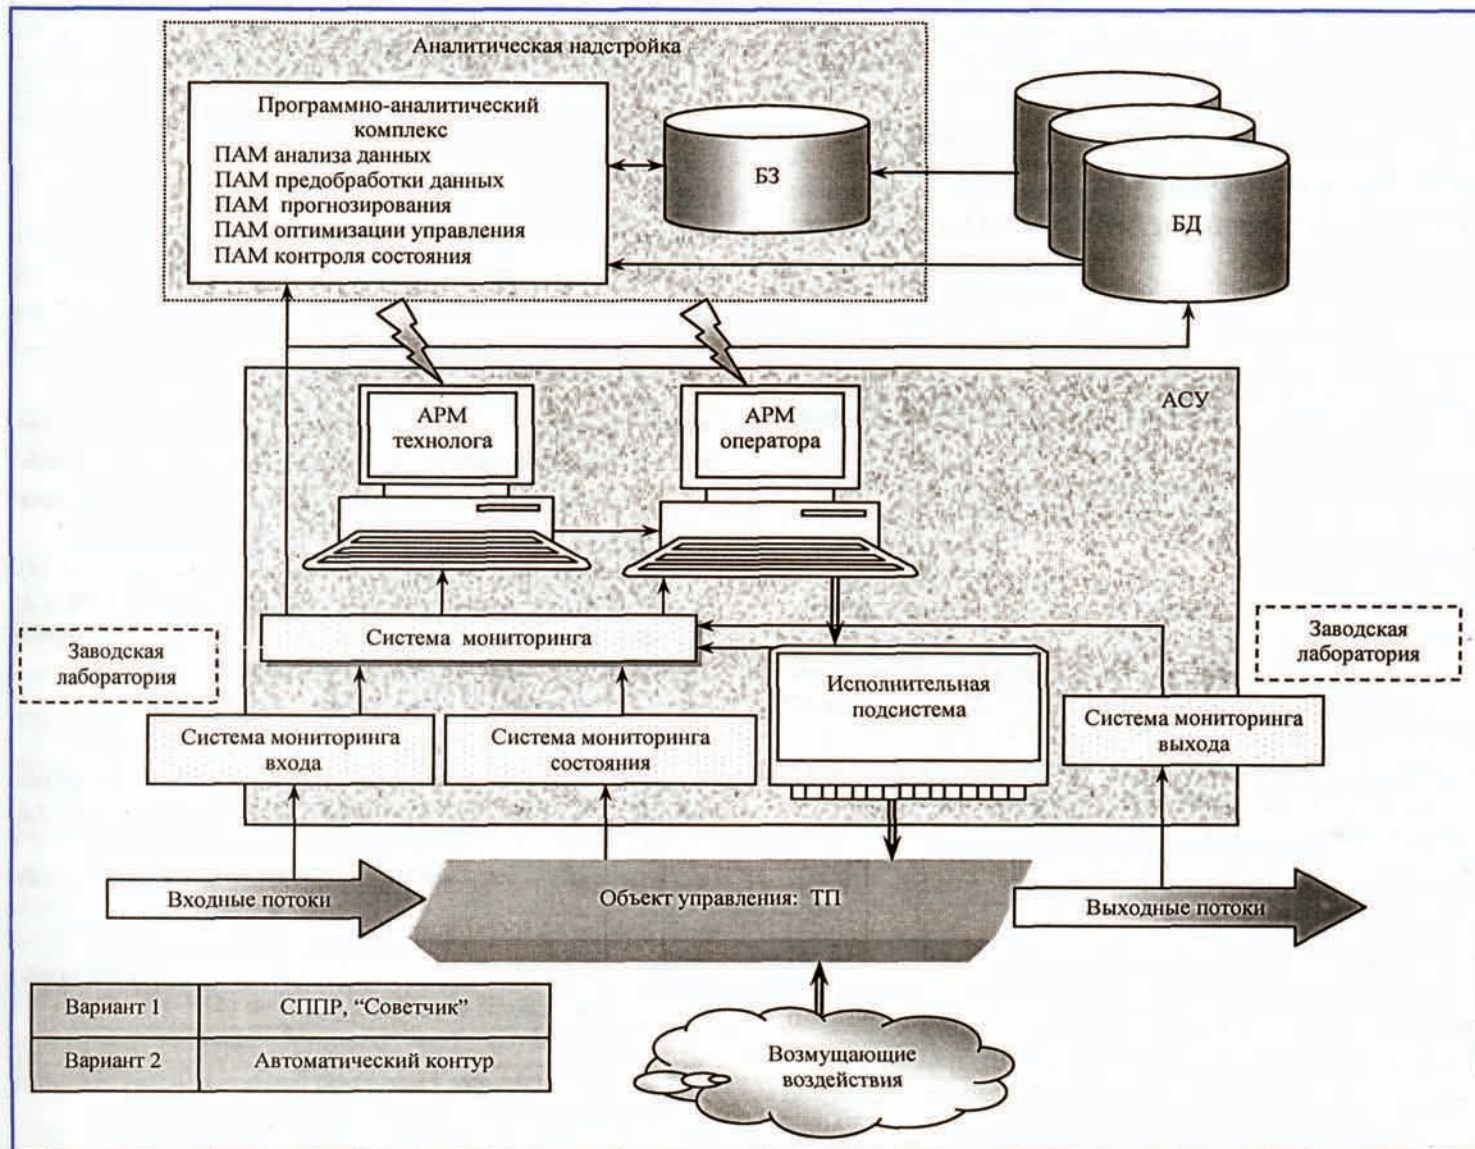 Аналитическая надстройка
Программно-аналитический
комплекс
ПАМ анализа данных
ПАМ предобработки данных
ПАМ прогнозирования
ПАМ оптимизации управления
ПАМ контроля состояния
БЗ
БД
АСУ
АРМ
технолога
АРМ
оператора
Заводская
лаборатория
Система мониторинга
Заводская
лаборатория
Исполнительная
подсистема
Система мониторинга
входа
Система мониторинга
состояния
Система мониторинга
выхода
Входные потоки
Объект управления: ТП
Выходные потоки
Вариант 1
СППР, “Советчик”
Вариант 2
Автоматический контур
Возмущающие
воздействия